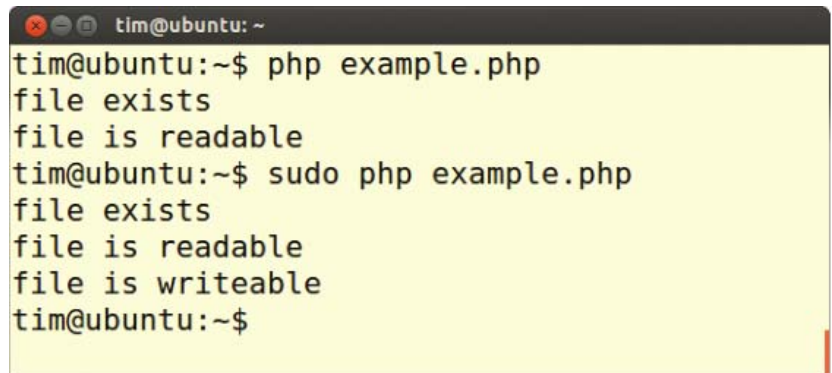 tim@ubuntu: ~
tim@ubuntu:~$ php example.php
file exists
file is readable
tim@ubuntu:~$ sudo php example.php
file exists
file is readable
file is writeable
tim@ubuntu:~$